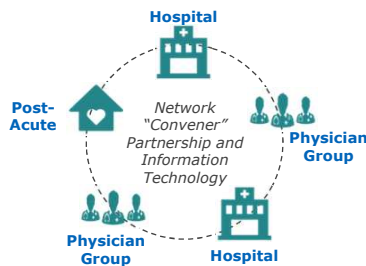 Hospital
Post-
Acute
Network
“Convener”
Partnership and
Information
Technology
Physician
Group
Physician
Group
Hospital